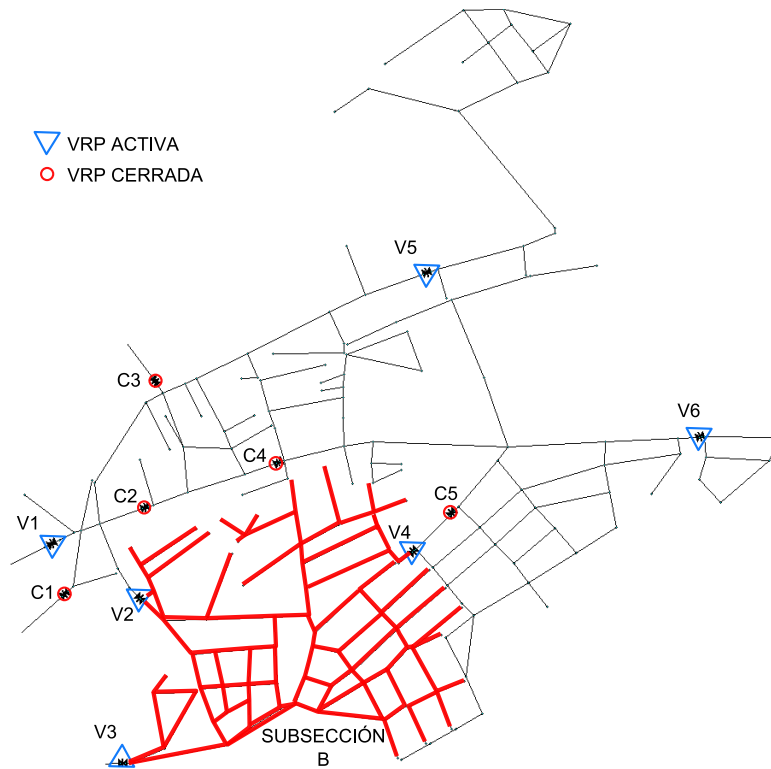 VRP ACTIVA
VRP CERRADA
V5
C3
V6
C4
C2
C5
V1
V4
C1
V2
V3
SUBSECCIÓN
B